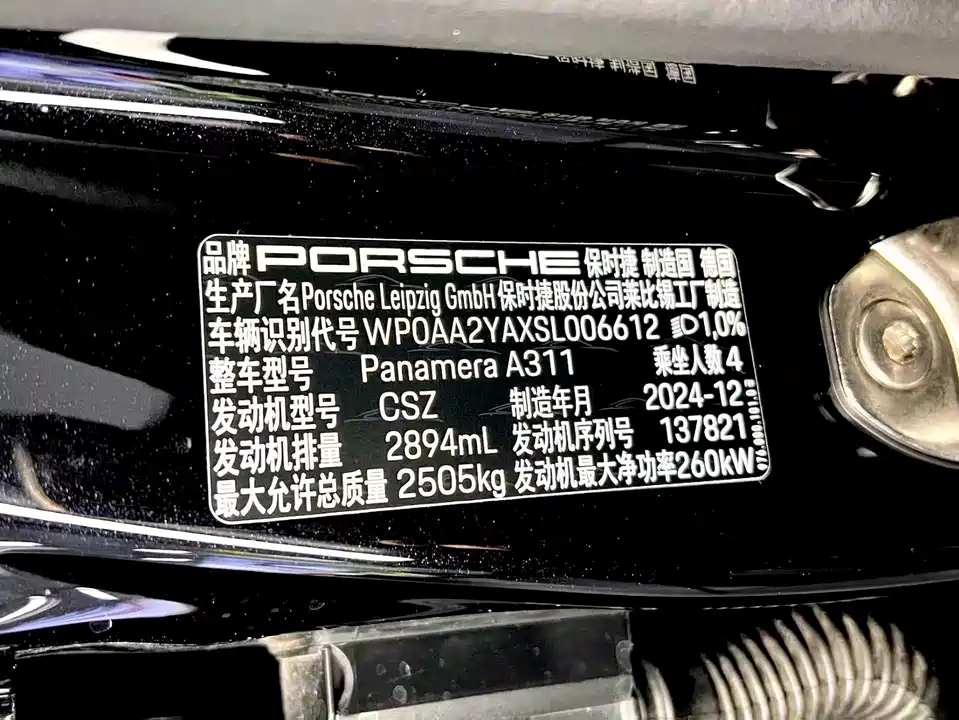 品牌 PORSCHE 保时捷 制造国 德国
生产厂名 Porsche Leipzig GmbH 保时捷股份公司莱比锡工厂制造
车辆识别代号 WP0AA2YAXSL006612 1,0%
整车型号 Panamera A311 乘坐人数 4
发动机型号 CSZ 制造年月 2024-12
发动机排量 2894mL 发动机序列号 137821
最大允许总质量 2505kg 发动机最大净功率 260kW